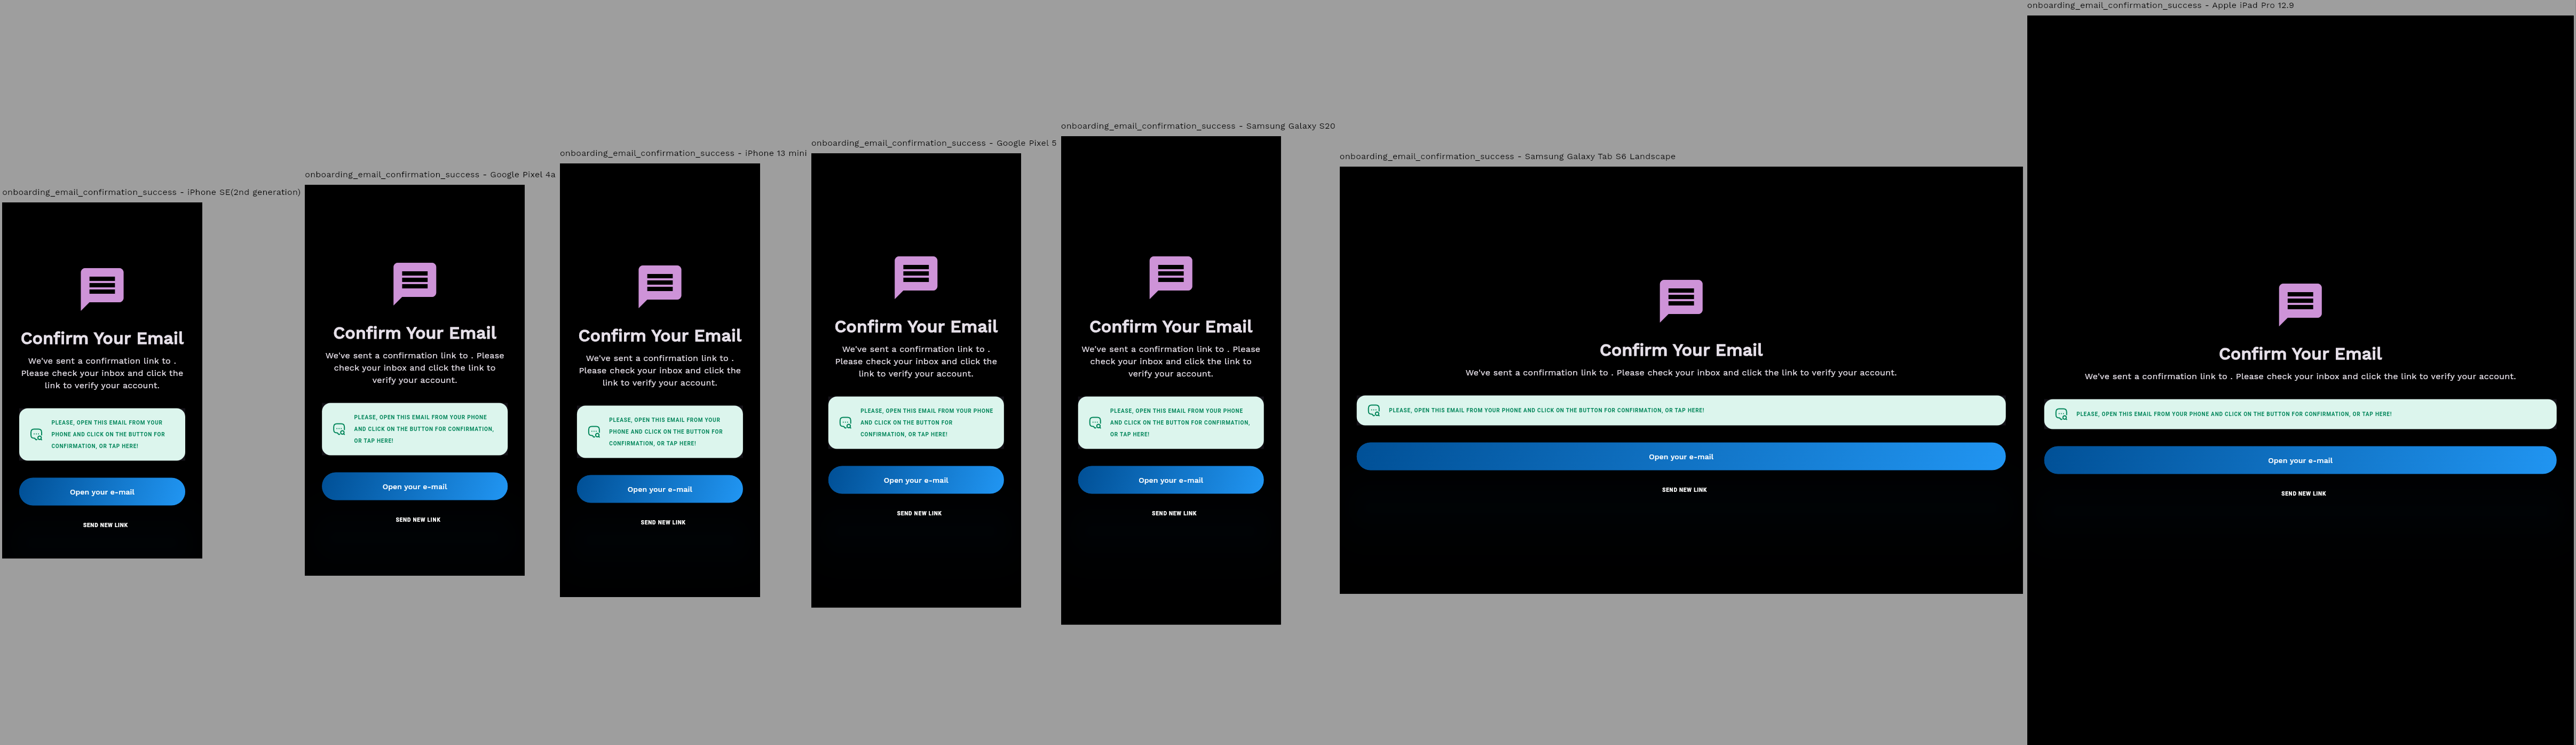 onboarding_email_confirmation_success - iPhone SE(2nd generation)
Confirm Your Email
We've sent a confirmation link to .
Please check your inbox and click the
link to verify your account.
PLEASE, OPEN THIS EMAIL FROM YOUR
PHONE AND CLICK ON THE BUTTON FOR
CONFIRMATION, OR TAP HERE!
Open your e-mail
SEND NEW LINK
onboarding_email_confirmation_success - Google Pixel 4a
Confirm Your Email
We've sent a confirmation link to . Please
check your inbox and click the link to
verify your account.
PLEASE, OPEN THIS EMAIL FROM YOUR PHONE
AND CLICK ON THE BUTTON FOR CONFIRMATION,
OR TAP HERE!
Open your e-mail
SEND NEW LINK
onboarding_email_confirmation_success - iPhone 13 mini
Confirm Your Email
We've sent a confirmation link to .
Please check your inbox and click the
link to verify your account.
PLEASE, OPEN THIS EMAIL FROM YOUR
PHONE AND CLICK ON THE BUTTON FOR
CONFIRMATION, OR TAP HERE!
Open your e-mail
SEND NEW LINK
onboarding_email_confirmation_success - Google Pixel 5
Confirm Your Email
We've sent a confirmation link to .
Please check your inbox and click the
link to verify your account.
PLEASE, OPEN THIS EMAIL FROM YOUR PHONE
AND CLICK ON THE BUTTON FOR
CONFIRMATION, OR TAP HERE!
Open your e-mail
SEND NEW LINK
onboarding_email_confirmation_success - Samsung Galaxy S20
Confirm Your Email
We've sent a confirmation link to . Please
check your inbox and click the link to
verify your account.
PLEASE, OPEN THIS EMAIL FROM YOUR PHONE
AND CLICK ON THE BUTTON FOR CONFIRMATION,
OR TAP HERE!
Open your e-mail
SEND NEW LINK
onboarding_email_confirmation_success - Samsung Galaxy Tab S6 Landscape
Confirm Your Email
We've sent a confirmation link to . Please check your inbox and click the link to verify your account.
PLEASE, OPEN THIS EMAIL FROM YOUR PHONE AND CLICK ON THE BUTTON FOR CONFIRMATION, OR TAP HERE!
Open your e-mail
SEND NEW LINK
onboarding_email_confirmation_success - Apple iPad Pro 12.9
Confirm Your Email
We've sent a confirmation link to . Please check your inbox and click the link to verify your account.
PLEASE, OPEN THIS EMAIL FROM YOUR PHONE AND CLICK ON THE BUTTON FOR CONFIRMATION, OR TAP HERE!
Open your e-mail
SEND NEW LINK